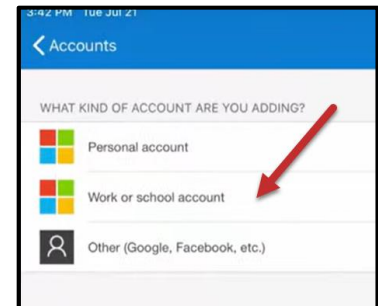 3:42 PM Tue Jul 21
Accounts
WHAT KIND OF ACCOUNT ARE YOU ADDING?
Personal account
Work or school account
Other (Google, Facebook, etc.)